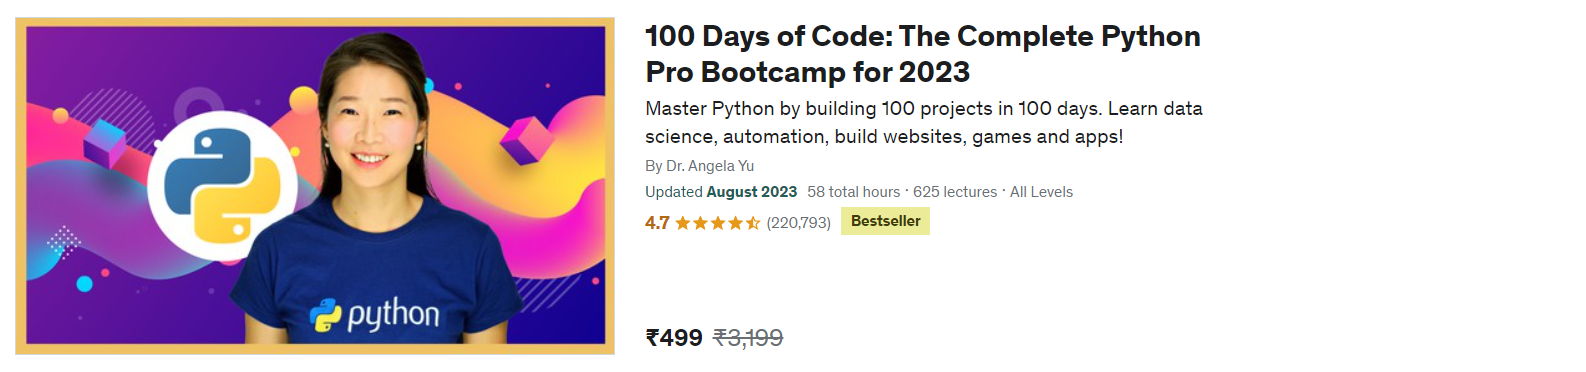 100 Days of Code: The Complete Python
Pro Bootcamp for 2023
Master Python by building 100 projects in 100 days. Learn data
science, automation, build websites, games and apps!
By Dr. Angela Yu
Updated August 2023 58 total hours · 625 lectures · All Levels
4.7 (220,793) Bestseller
₹499 ₹3,199
python